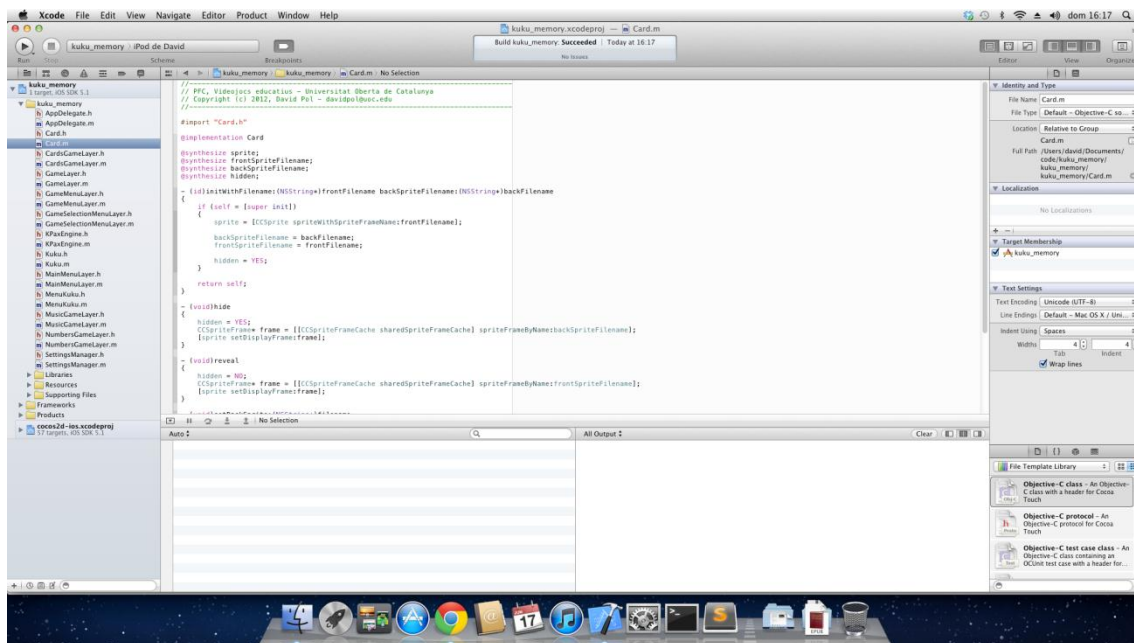 Xcode File Edit View Navigate Editor Product Window Help
dom 16:17
kuku_memory.xcodeproj — Card.m
Run Stop
kuku_memory iPod de David
Scheme
Breakpoints
Build kuku_memory: Succeeded | Today at 16:17
No Issues
Editor View Organize
kuku_memory
1 target, iOS SDK 5.1
kuku_memory
AppDelegate.h
AppDelegate.m
Card.h
Card.m
CardsGameLayer.h
CardsGameLayer.m
GameLayer.h
GameLayer.m
GameMenuLayer.h
GameMenuLayer.m
GameSelectionMenuLayer.h
GameSelectionMenuLayer.m
KPaxEngine.h
KPaxEngine.m
Kuku.h
Kuku.m
MainMenuLayer.h
MainMenuLayer.m
MenuKuku.h
MenuKuku.m
MusicGameLayer.h
MusicGameLayer.m
NumbersGameLayer.h
NumbersGameLayer.m
SettingsManager.h
SettingsManager.m
Libraries
Resources
Supporting Files
Frameworks
Products
cocos2d-ios.xcodeproj
57 targets, iOS SDK 5.1
kuku_memory kuku_memory Card.m No Selection
// PFC, Videojocs educatius - Universitat Oberta de Catalunya
// Copyright (c) 2012, David Pol - davidpol@uoc.edu
#import "Card.h"
@implementation Card
@synthesize sprite;
@synthesize frontSpriteFilename;
@synthesize backSpriteFilename;
@synthesize hidden;
- (id)initWithFilename:(NSString*)frontFilename backSpriteFilename:(NSString*)backFilename
{
if (self = [super init])
{
sprite = [CCSprite spriteWithSpriteFrameName:frontFilename];
backSpriteFilename = backFilename;
frontSpriteFilename = frontFilename;
hidden = YES;
}
return self;
}
- (void)hide
{
hidden = YES;
CCSpriteFrame* frame = [[CCSpriteFrameCache sharedSpriteFrameCache] spriteFrameByName:backSpriteFilename];
[sprite setDisplayFrame:frame];
}
- (void)reveal
{
hidden = NO;
CCSpriteFrame* frame = [[CCSpriteFrameCache sharedSpriteFrameCache] spriteFrameByName:frontSpriteFilename];
[sprite setDisplayFrame:frame];
}
No Selection
Auto
All Output
Clear
Identity and Type
File Name Card.m
File Type Default - Objective-C so...
Location Relative to Group
Card.m
Full Path /Users/david/Documents/
code/kuku_memory/
kuku_memory/
kuku_memory/Card.m
Localization
No Localizations
Target Membership
kuku_memory
Text Settings
Text Encoding Unicode (UTF-8)
Line Endings Default - Mac OS X / Uni...
Indent Using Spaces
Widths 4 4
Tab Indent
Wrap lines
File Template Library
Objective-C class - An Objective-
C class with a header for Cocoa
Touch
Objective-C protocol - An
Objective-C protocol for Cocoa
Touch
Objective-C test case class - An
Objective-C class containing an
OCUnit test case with a header for...
17